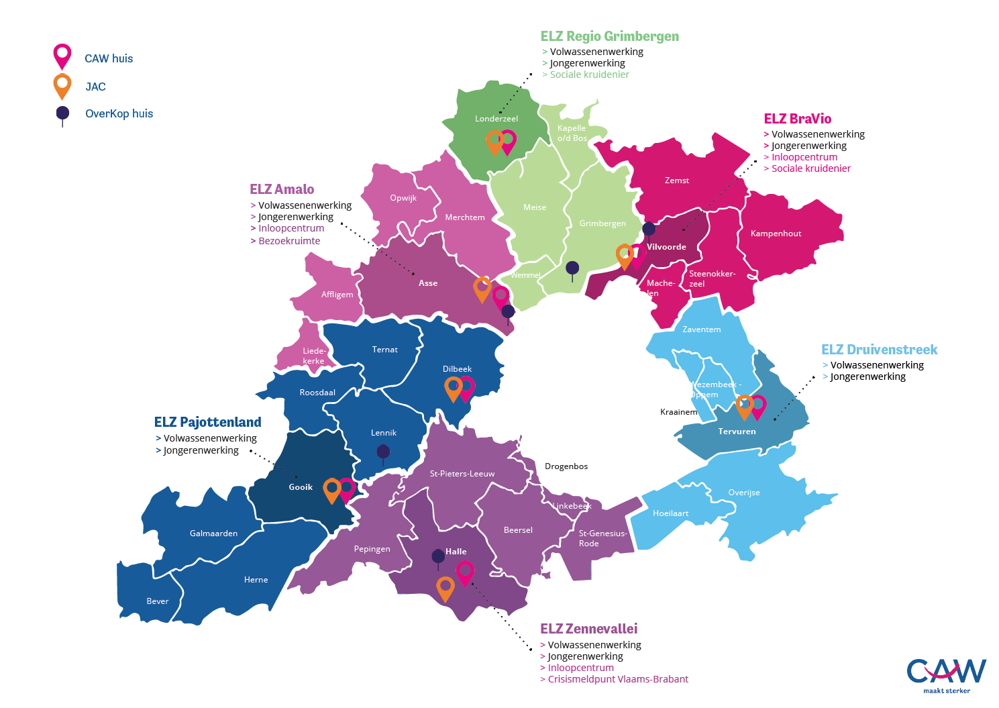 CAW huis
JAC
OverKop huis
ELZ Regio Grimbergen
> Volwassenenwerking
> Jongerenwerking
> Sociale kruidenier
ELZ BraVio
> Volwassenenwerking
> Jongerenwerking
> Inloopcentrum
> Sociale kruidenier
ELZ Amalo
> Volwassenenwerking
> Jongerenwerking
> Inloopcentrum
> Bezoekruimte
ELZ Druivenstreek
> Volwassenenwerking
> Jongerenwerking
ELZ Pajottenland
> Volwassenenwerking
> Jongerenwerking
ELZ Zennevallei
> Volwassenenwerking
> Jongerenwerking
> Inloopcentrum
> Crisismeldpunt Vlaams-Brabant
Londerzeel
Kapelle
o/d Bos
Zemst
Opwijk
Merchtem
Meise
Grimbergen
Kampenhout
Vilvoorde
Wemmel
Steenokker-
zeel
Mache-
len
Asse
Affligem
Zaventem
Liede-
kerke
Ternat
Dilbeek
Roosdaal
Wezembeek -
Oppem
Kraainem
Tervuren
Lennik
Drogenbos
St-Pieters-Leeuw
Gooik
Overijse
Linkebeek
Hoeilaart
Galmaarden
Beersel
St-Genesius-
Rode
Pepingen
Halle
Herne
Bever
CAW
maakt sterker